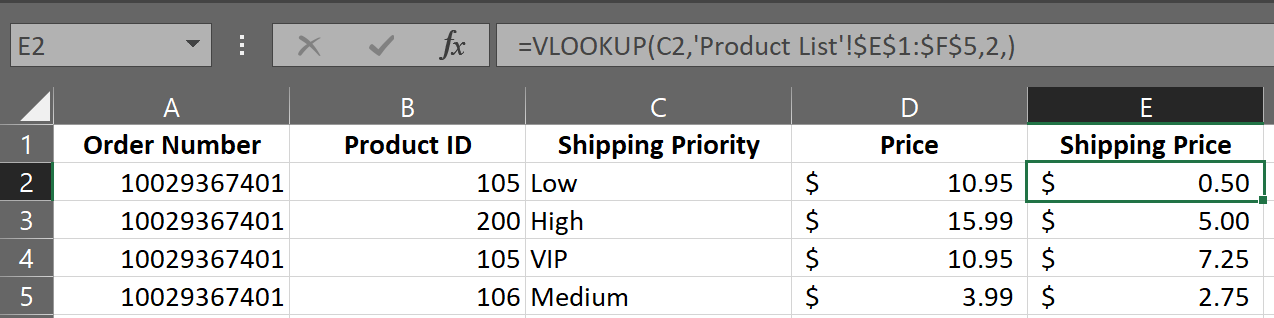 E2 fx =VLOOKUP(C2,'Product List'!$E$1:$F$5,2,)
A B C D E
1 Order Number Product ID Shipping Priority Price Shipping Price
2 10029367401 105 Low $ 10.95 $ 0.50
3 10029367401 200 High $ 15.99 $ 5.00
4 10029367401 105 VIP $ 10.95 $ 7.25
5 10029367401 106 Medium $ 3.99 $ 2.75